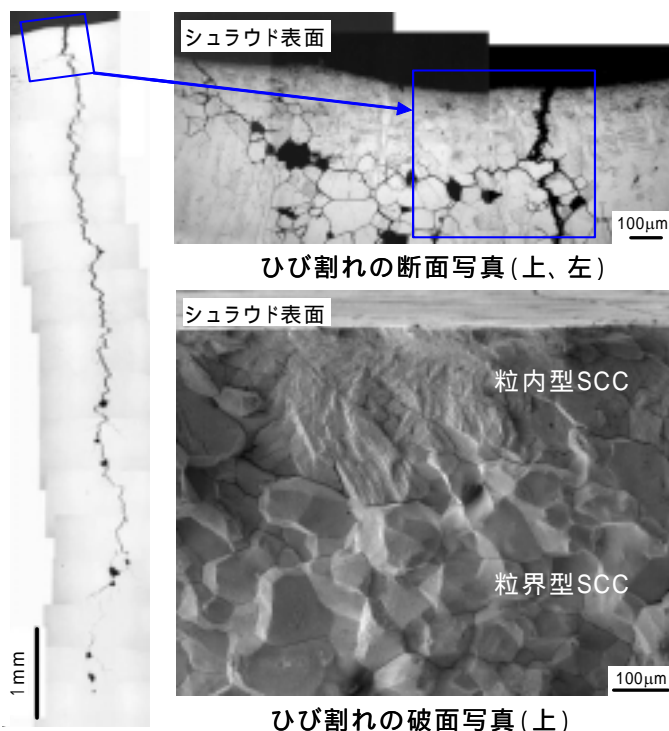 シュラウド表面
100μm
ひび割れの断面写真(上、左)
シュラウド表面
粒内型SCC
粒界型SCC
1mm
100μm
ひび割れの破面写真(上)